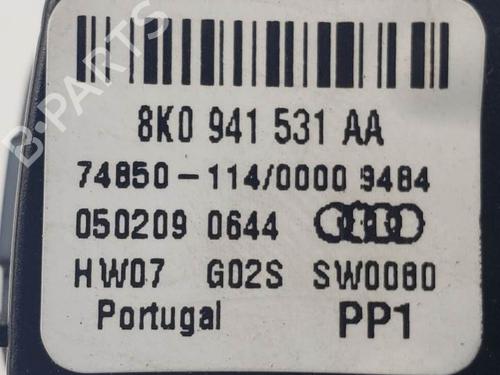 8K0 941 531 AA
74850-114/0000 9484
050209 0644
HW07 G02S SW0080
Portugal PP1
B-PARTS